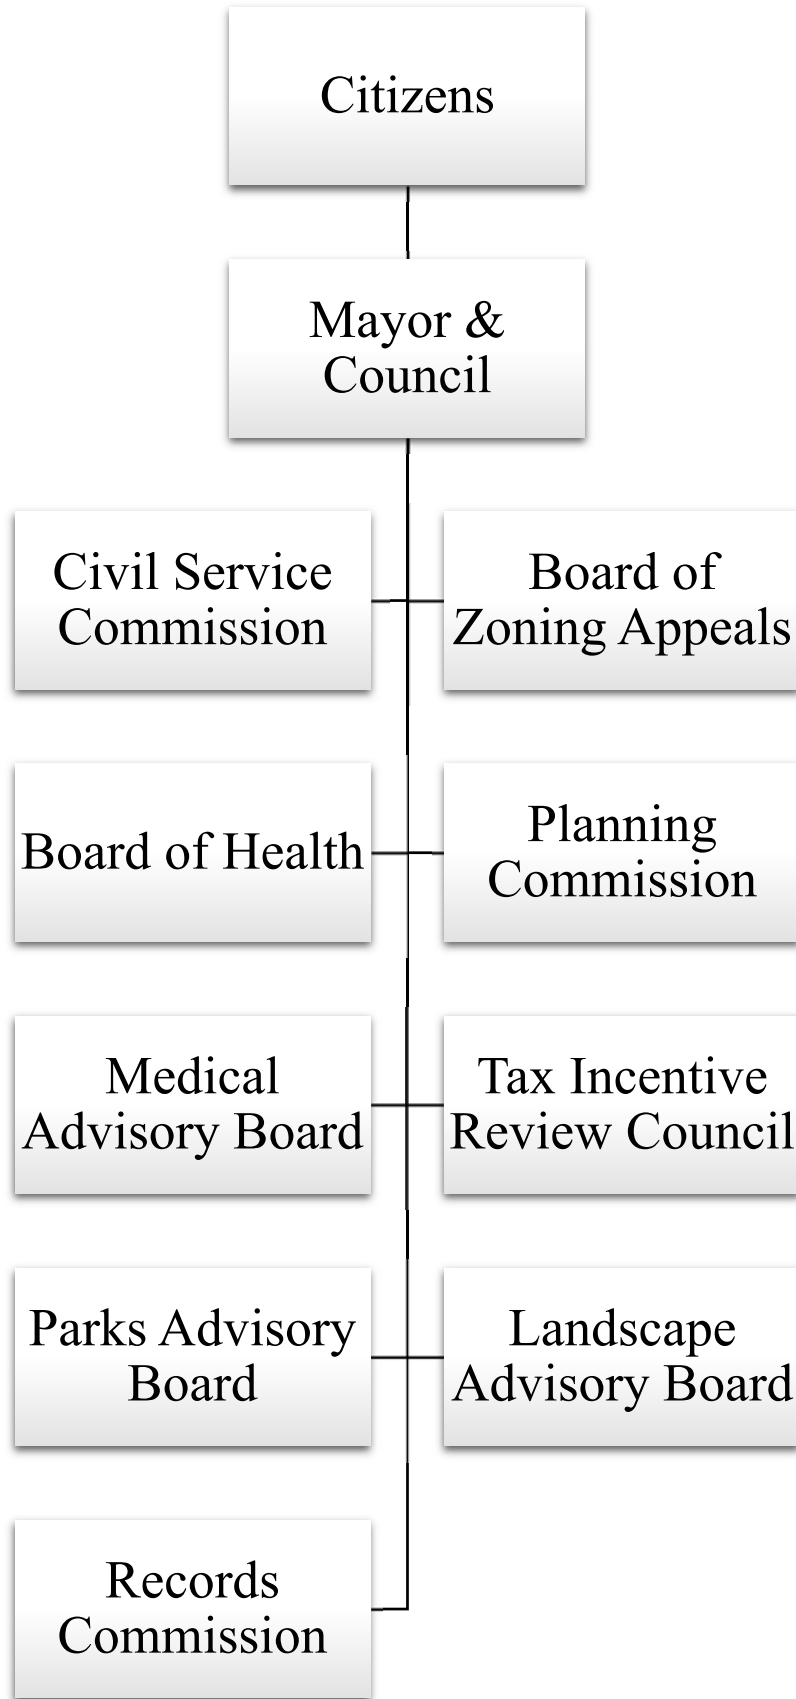 Citizens
Mayor &
Council
Civil Service
Commission
Board of
Zoning Appeals
Board of Health
Planning
Commission
Medical
Advisory Board
Tax Incentive
Review Council
Parks Advisory
Board
Landscape
Advisory Board
Records
Commission